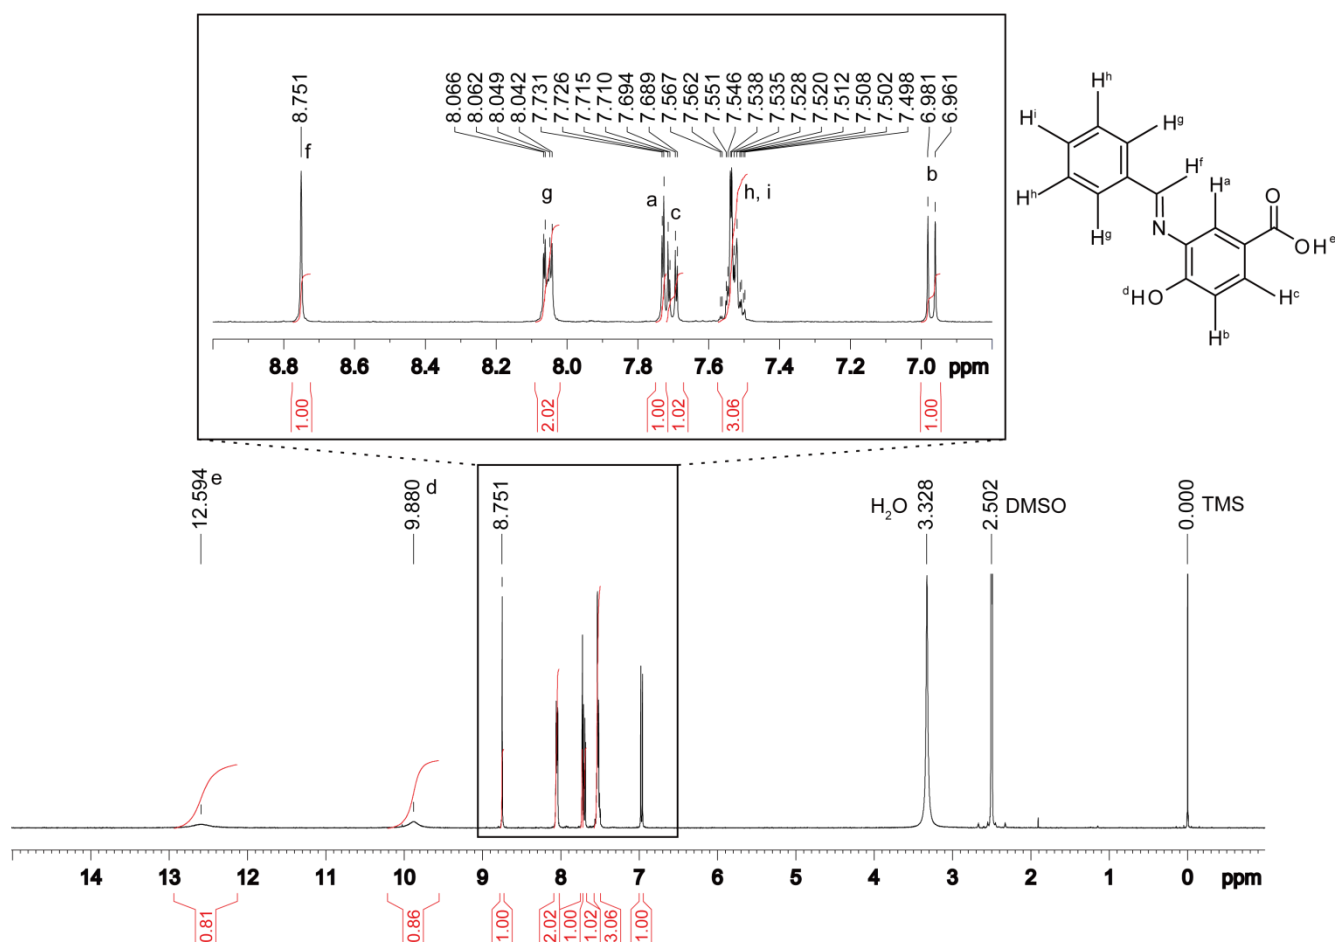 8.751
8.066
8.062
8.049
8.042
7.731
7.726
7.715
7.710
7.694
7.689
7.567
7.562
7.551
7.546
7.538
7.535
7.528
7.520
7.512
7.508
7.502
7.498
6.981
6.961
f
g
a
c
h, i
b
8.8 8.6 8.4 8.2 8.0 7.8 7.6 7.4 7.2 7.0 ppm
1.00
2.02
1.00
1.02
3.06
1.00
Hh
Hi
Hg
Hf
Hh
Ha
O
Hg
N
OHe
dHO
Hc
Hb
12.594 e
9.880 d
8.751
H2O 3.328
2.502 DMSO
0.000 TMS
14 13 12 11 10 9 8 7 6 5 4 3 2 1 0 ppm
0.81
0.86
1.00
2.02
1.00
1.02
3.06
1.00